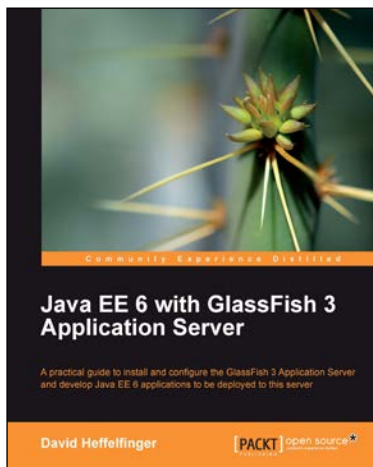 Community Experience Distilled
Java EE 6 with GlassFish 3
Application Server
A practical guide to install and configure the GlassFish 3 Application Server
and develop Java EE 6 applications to be deployed to this server
David Heffelfinger
[PACKT] open source*
PUBLISHING